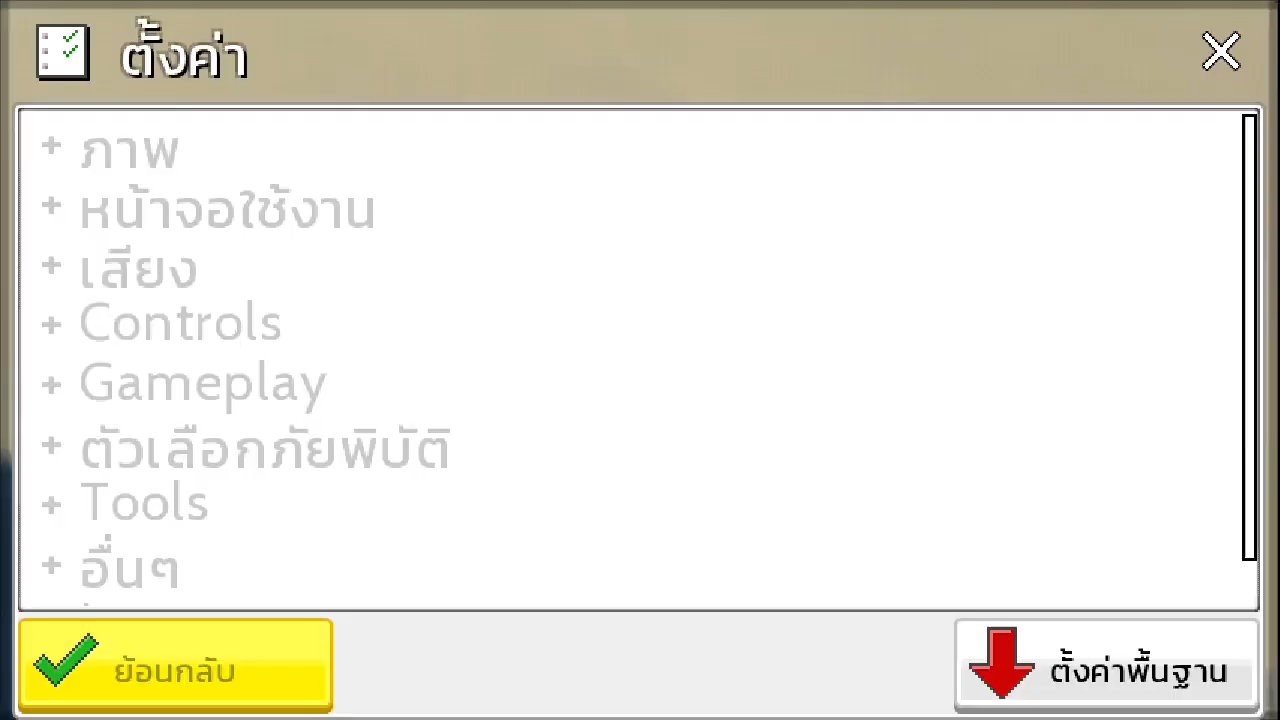 ตั้งค่า
+ ภาพ
+ หน้าจอใช้งาน
+ เสียง
+ Controls
+ Gameplay
+ ตัวเลือกภัยพิบัติ
+ Tools
+ อื่นๆ
ย้อนกลับ
ตั้งค่าพื้นฐาน